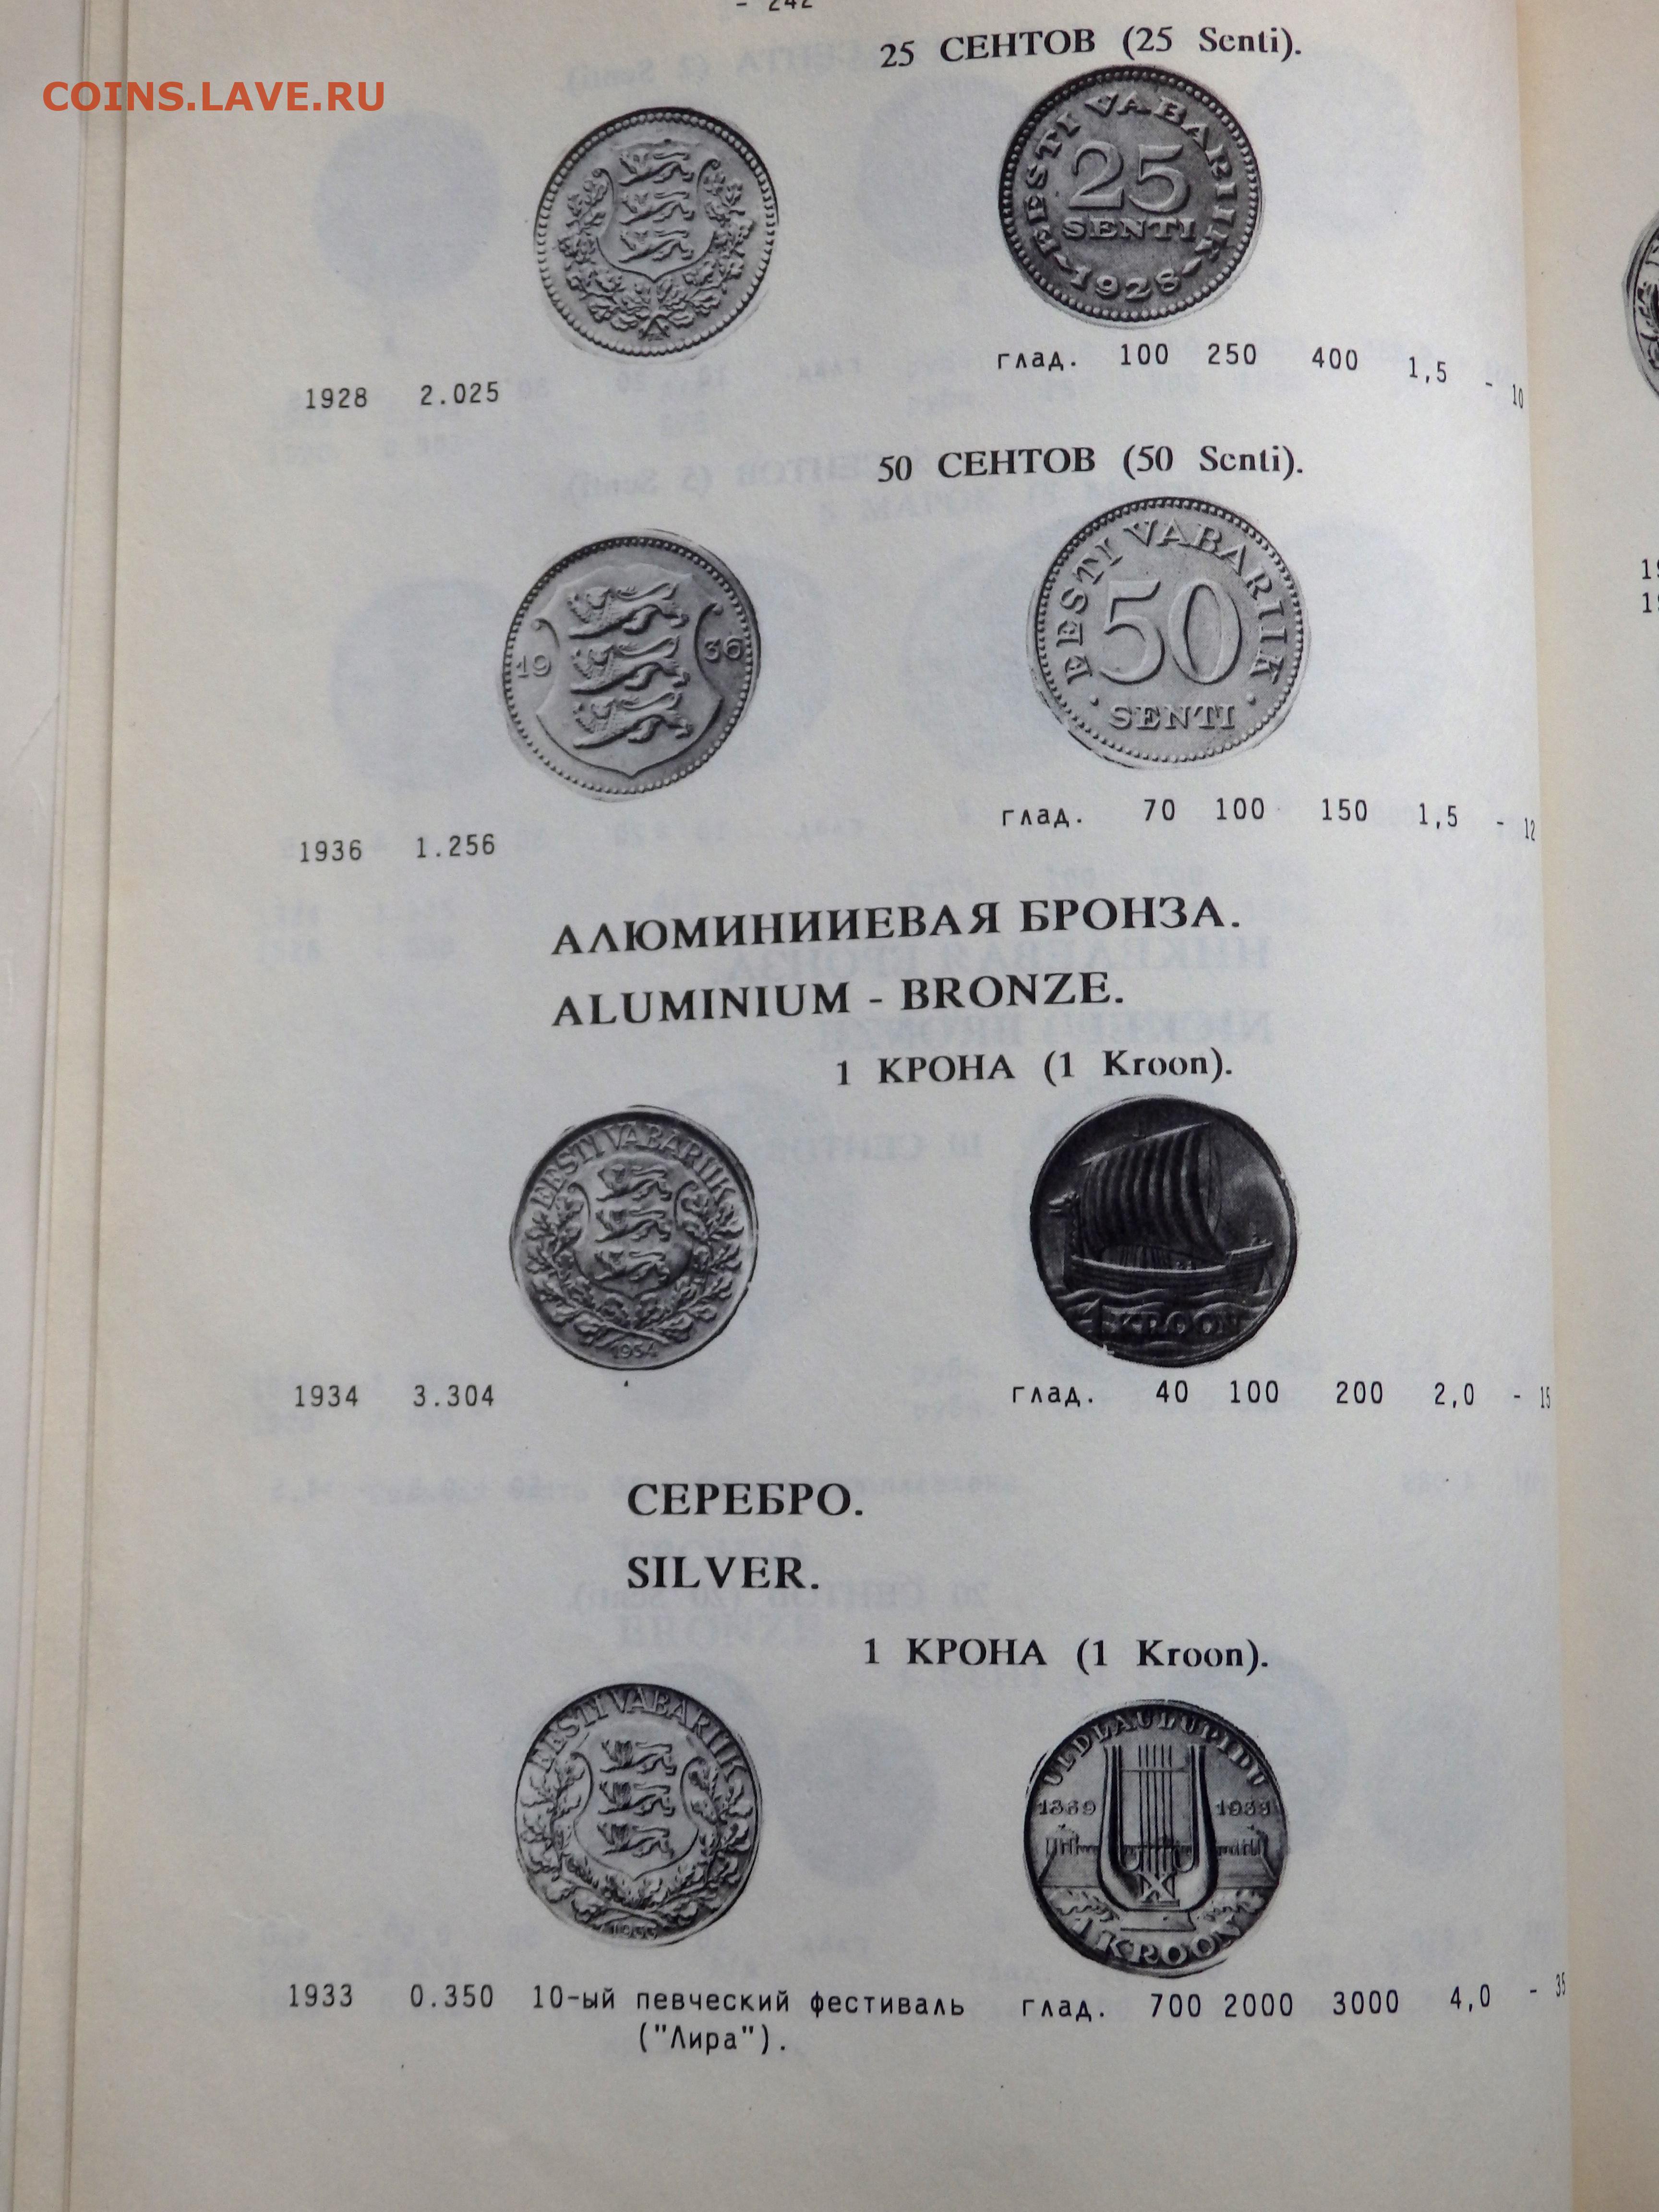 - 242
COINS.LAVE.RU
25 СЕНТОВ (25 Senti).
EESTI VABARIIK
25
SENTI
1928
1928 2.025 глад. 100 250 400 1,5 - 10
50 СЕНТОВ (50 Senti).
19 36
EESTI VABARIIK
50
SENTI
1936 1.256 глад. 70 100 150 1,5 - 12
АЛЮМИНИИЕВАЯ БРОНЗА.
ALUMINIUM - BRONZE.
1 КРОНА (1 Kroon).
EESTI VABARIIK
1934
1 KROON
1934 3.304 глад. 40 100 200 2,0 - 15
СЕРЕБРО.
SILVER.
1 КРОНА (1 Kroon).
EESTI VABARIIK
1933
ÜLDLAULUPIDU
1869 1933
X
1 KROON
1933 0.350 10-ый певческий фестиваль глад. 700 2000 3000 4,0 - 35
("Лира").